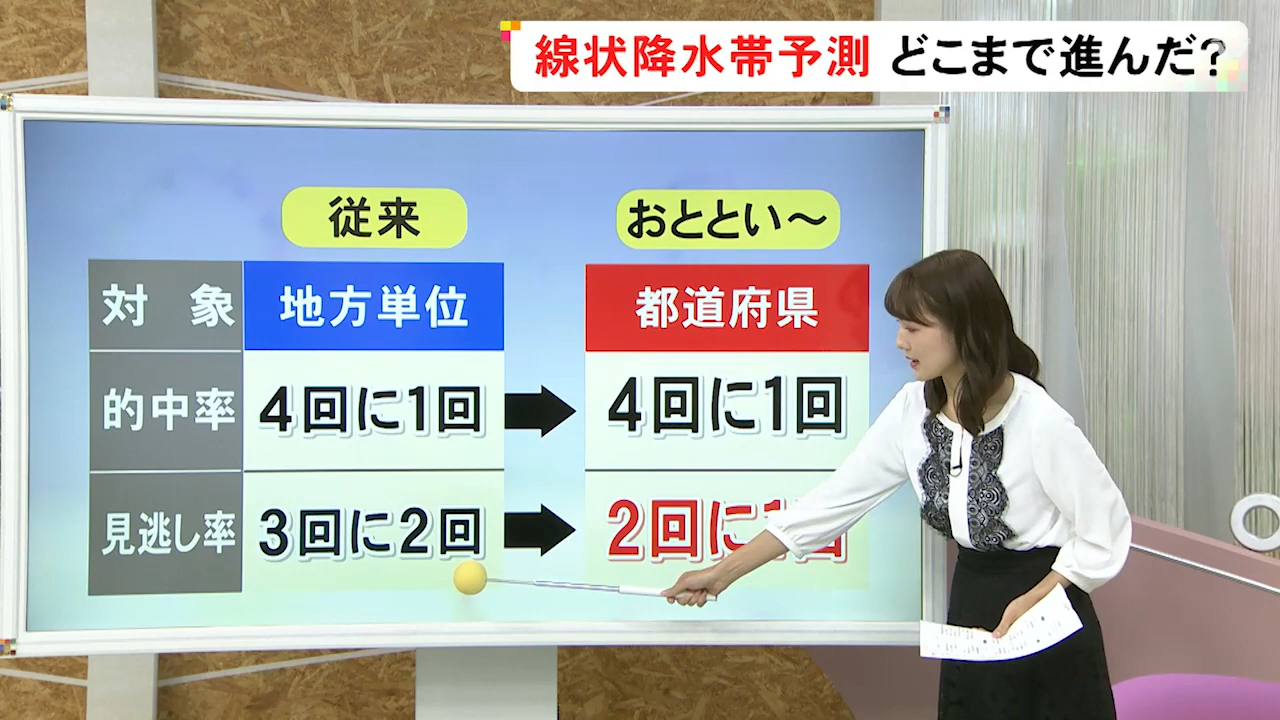 線状降水帯予測 どこまで進んだ?
従来 おととい～
対象 地方単位 都道府県
的中率 4回に1回 4回に1回
見逃し率 3回に2回 2回に1回